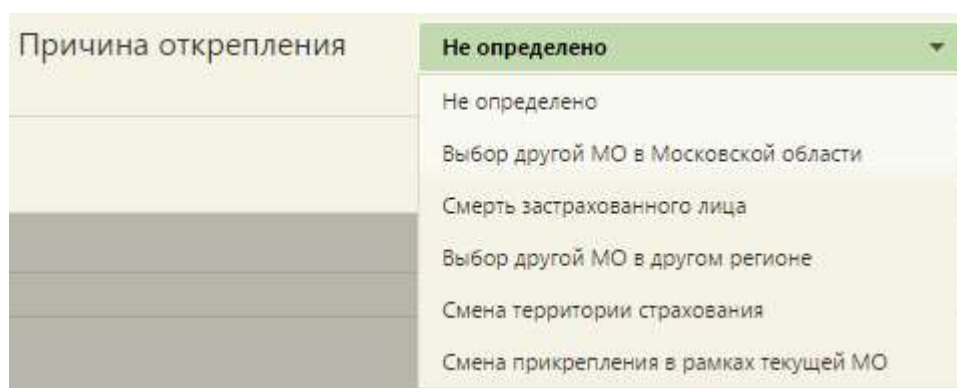 Причина открепления
Не определено
Не определено
Выбор другой МО в Московской области
Смерть застрахованного лица
Выбор другой МО в другом регионе
Смена территории страхования
Смена прикрепления в рамках текущей МО